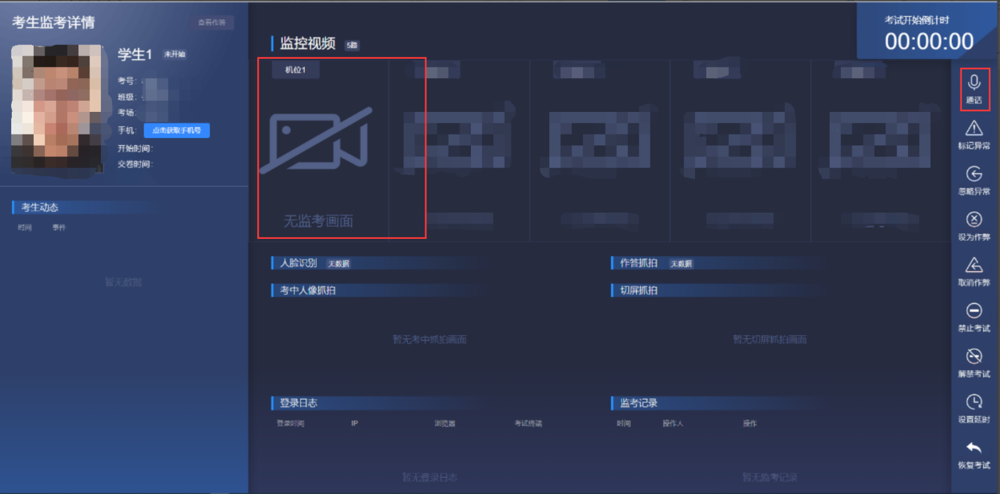 考生监考详情
查看作答
学生1 未开始
考号:
班级:
考场:
手机: 点击获取手机号
开始时间:
交卷时间:
考生动态
时间 事件
暂无数据
监控视频 5路
机位1
无监考画面
人脸识别 无数据
考中人像抓拍
暂无考中抓拍画面
作答抓拍 无数据
切屏抓拍
暂无切屏抓拍画面
登录日志
登录时间 IP 浏览器 考试终端
暂无登录日志
监考记录
时间 操作人 操作
暂无监考记录
考试开始倒计时
00:00:00
通话
标记异常
忽略异常
设为作弊
取消作弊
禁止考试
解禁考试
设置延时
恢复考试